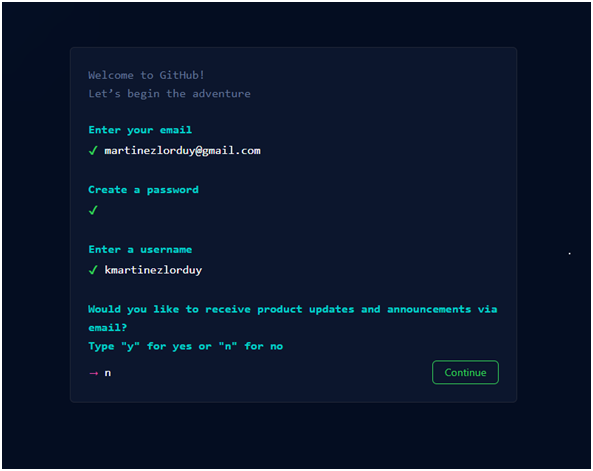 Welcome to GitHub!
Let’s begin the adventure
Enter your email
✓ martinezlorduy@gmail.com
Create a password
✓
Enter a username
✓ kmartinezlorduy
Would you like to receive product updates and announcements via
email?
Type "y" for yes or "n" for no
→ n
Continue